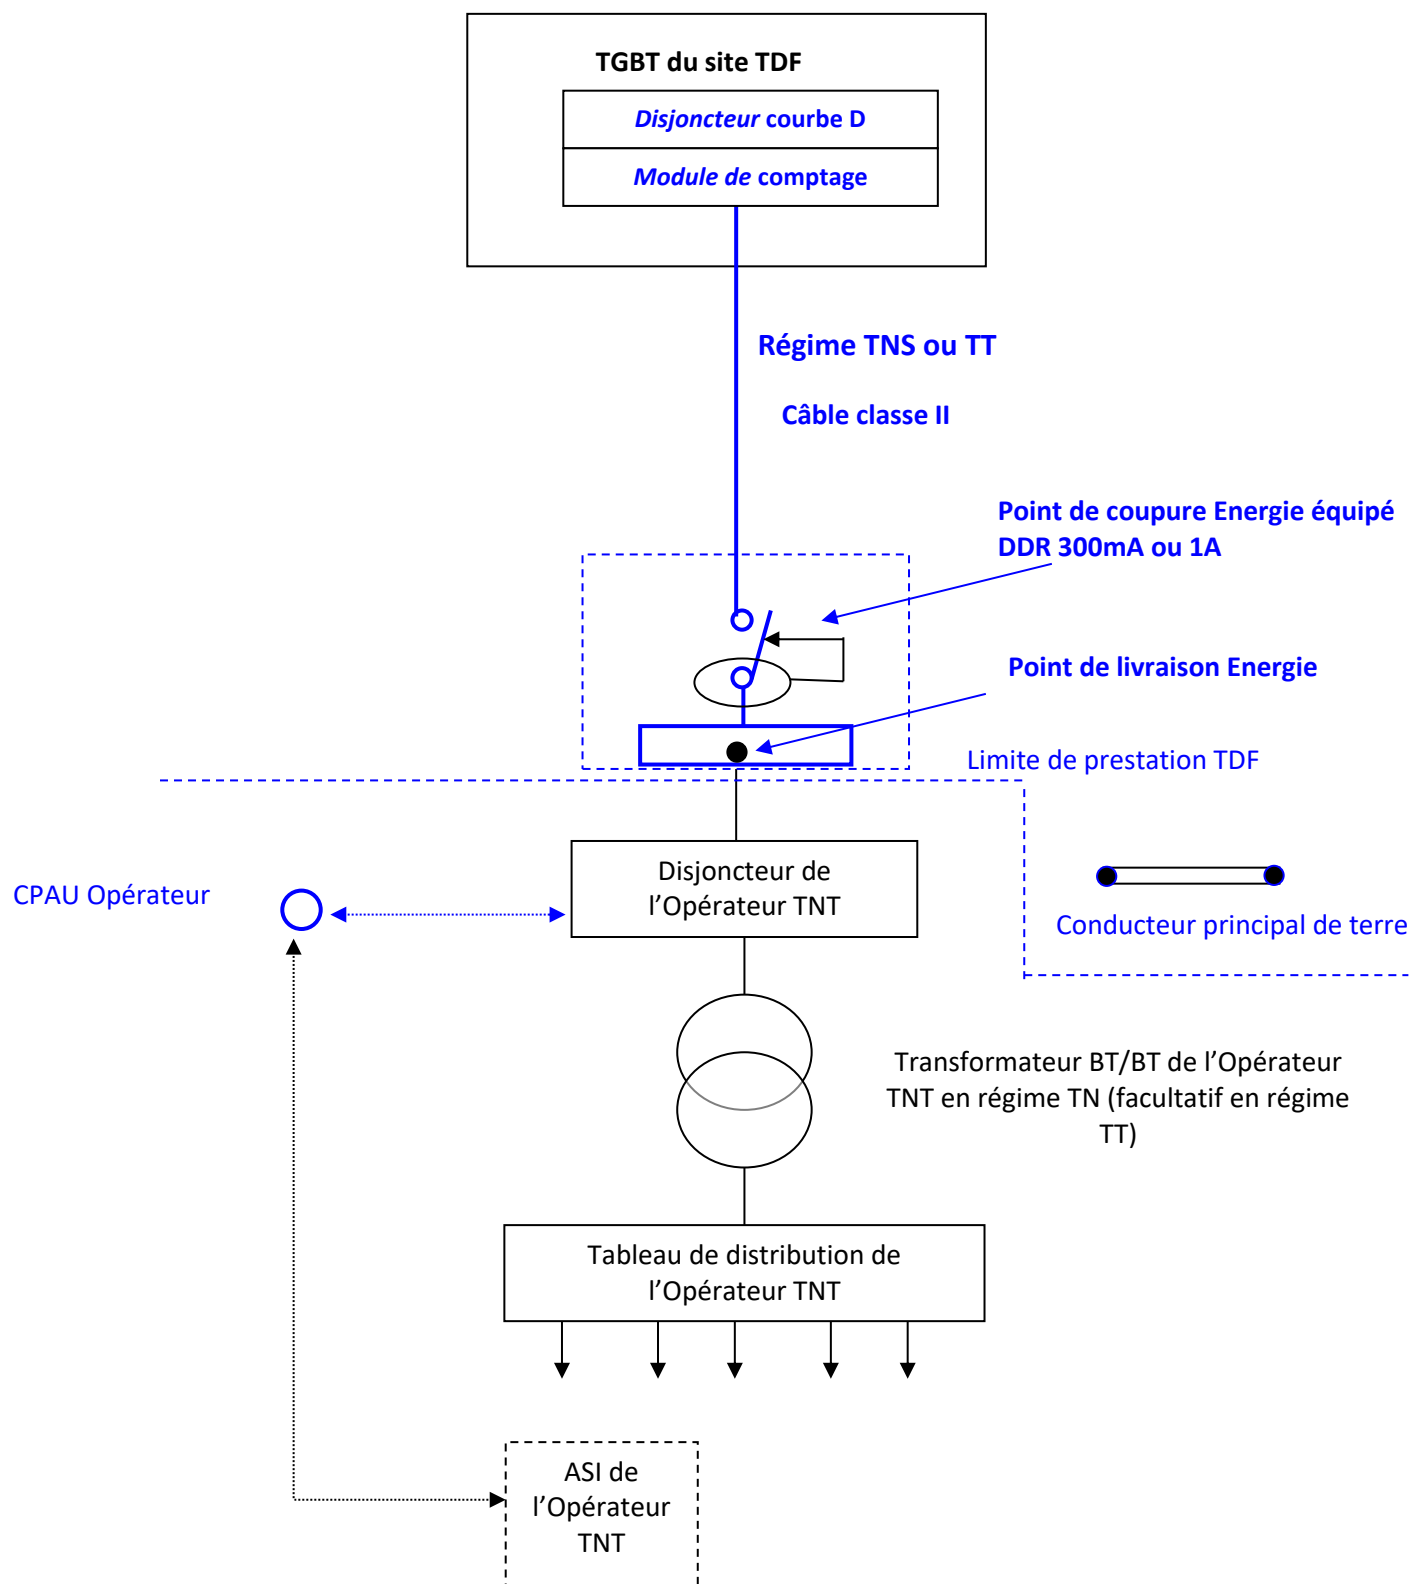 TGBT du site TDF
Disjoncteur courbe D
Module de comptage
Régime TNS ou TT
Câble classe II
Point de coupure Energie équipé
DDR 300mA ou 1A
Point de livraison Energie
Limite de prestation TDF
Disjoncteur de
l’Opérateur TNT
CPAU Opérateur
Conducteur principal de terre
Transformateur BT/BT de l’Opérateur
TNT en régime TN (facultatif en régime
TT)
Tableau de distribution de
l’Opérateur TNT
ASI de
l’Opérateur
TNT